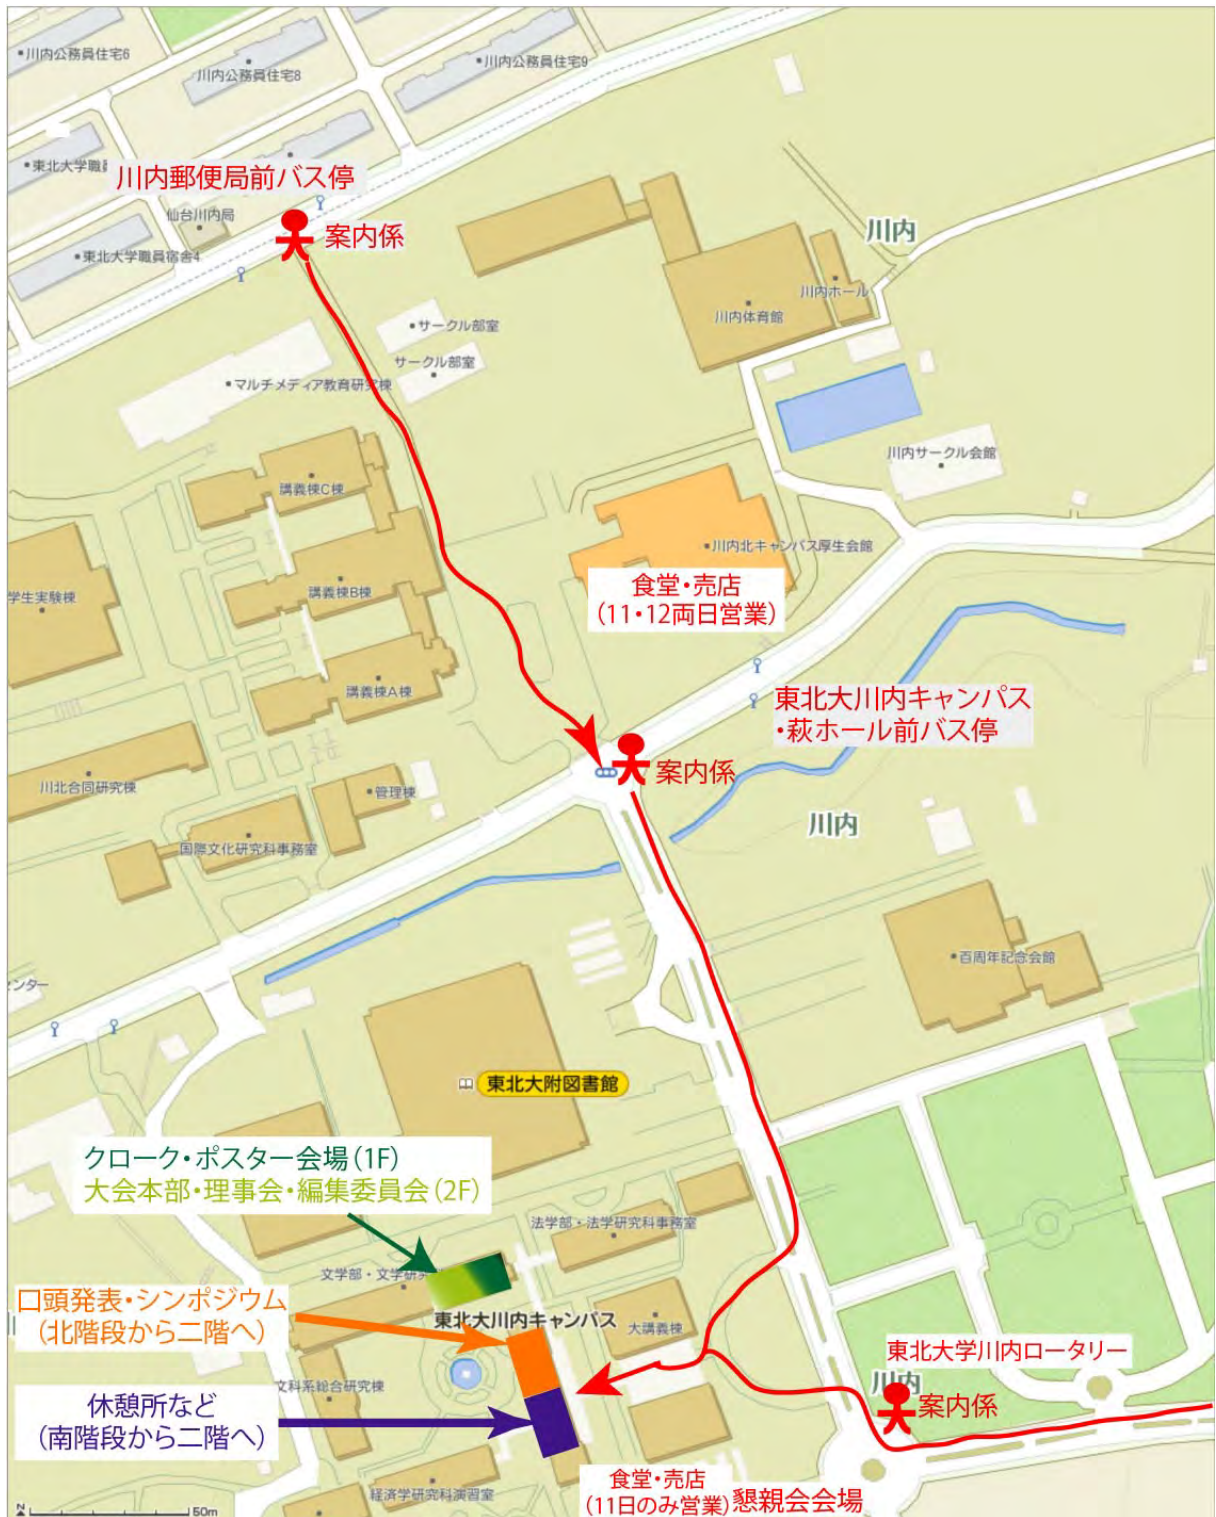 川内公務員住宅6
川内公務員住宅8
川内公務員住宅9
東北大学職員
川内郵便局前バス停
仙台川内局
案内係
東北大学職員宿舎4
川内
川内ホール
川内体育館
サークル部室
サークル部室
マルチメディア教育研究棟
川内サークル会館
講義棟C棟
川内北キャンパス厚生会館
講義棟B棟
学生実験棟
食堂・売店
(11・12両日営業)
講義棟A棟
東北大川内キャンパス
・萩ホール前バス停
案内係
川北合同研究棟
管理棟
川内
国際文化研究科事務室
百周年記念会館
センター
東北大附図書館
クローク・ポスター会場(1F)
大会本部・理事会・編集委員会(2F)
法学部・法学研究科事務室
文学部・文学研究
口頭発表・シンポジウム
(北階段から二階へ)
東北大川内キャンパス
大講義棟
東北大学川内ロータリー
川内
案内係
文科系総合研究棟
休憩所など
(南階段から二階へ)
経済学研究科演習室
食堂・売店
(11日のみ営業)
懇親会会場
N
50m